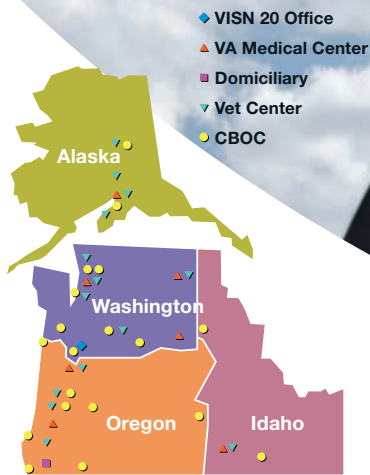 VISN 20 Office
VA Medical Center
Domiciliary
Vet Center
CBOC
Alaska
Washington
Oregon
Idaho